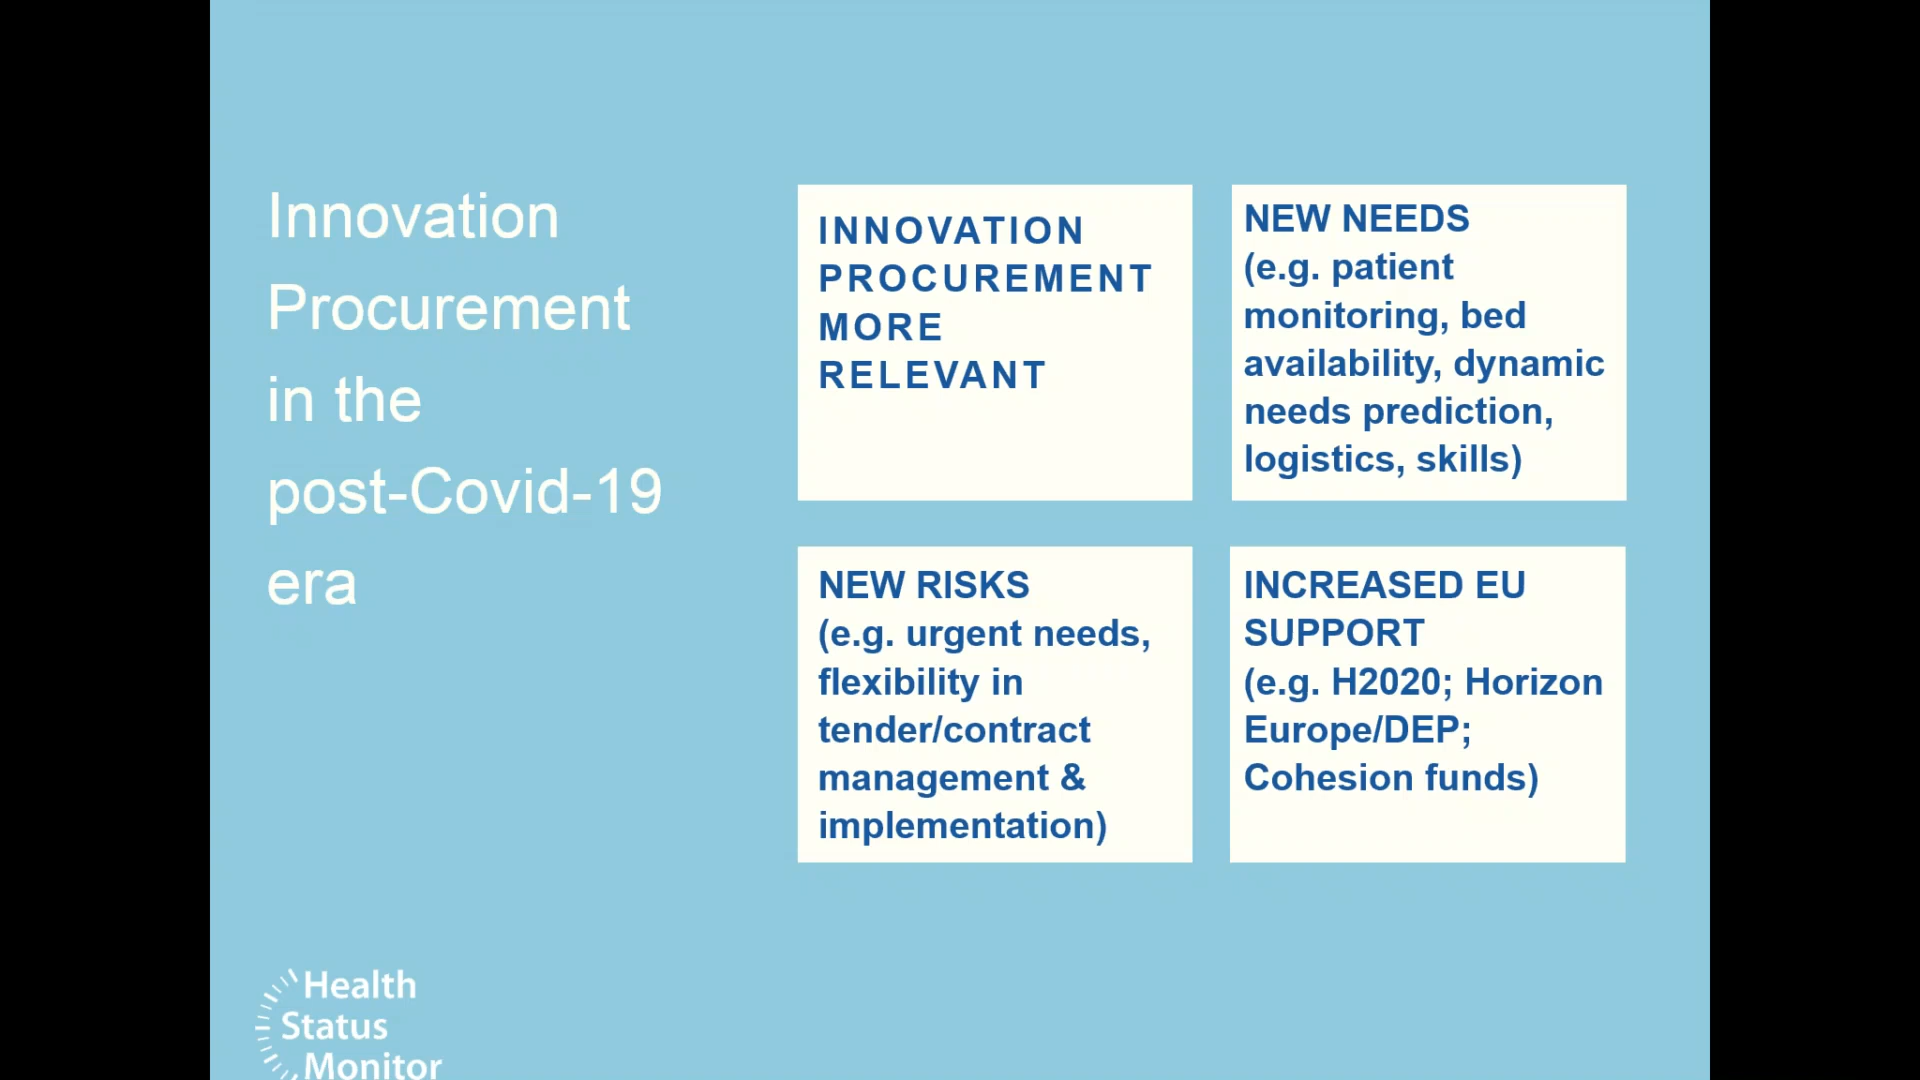 Innovation
Procurement
in the
post-Covid-19
era
INNOVATION
PROCUREMENT
MORE
RELEVANT
NEW NEEDS
(e.g. patient
monitoring, bed
availability, dynamic
needs prediction,
logistics, skills)
NEW RISKS
(e.g. urgent needs,
flexibility in
tender/contract
management &
implementation)
INCREASED EU
SUPPORT
(e.g. H2020; Horizon
Europe/DEP;
Cohesion funds)
Health
Status
Monitor